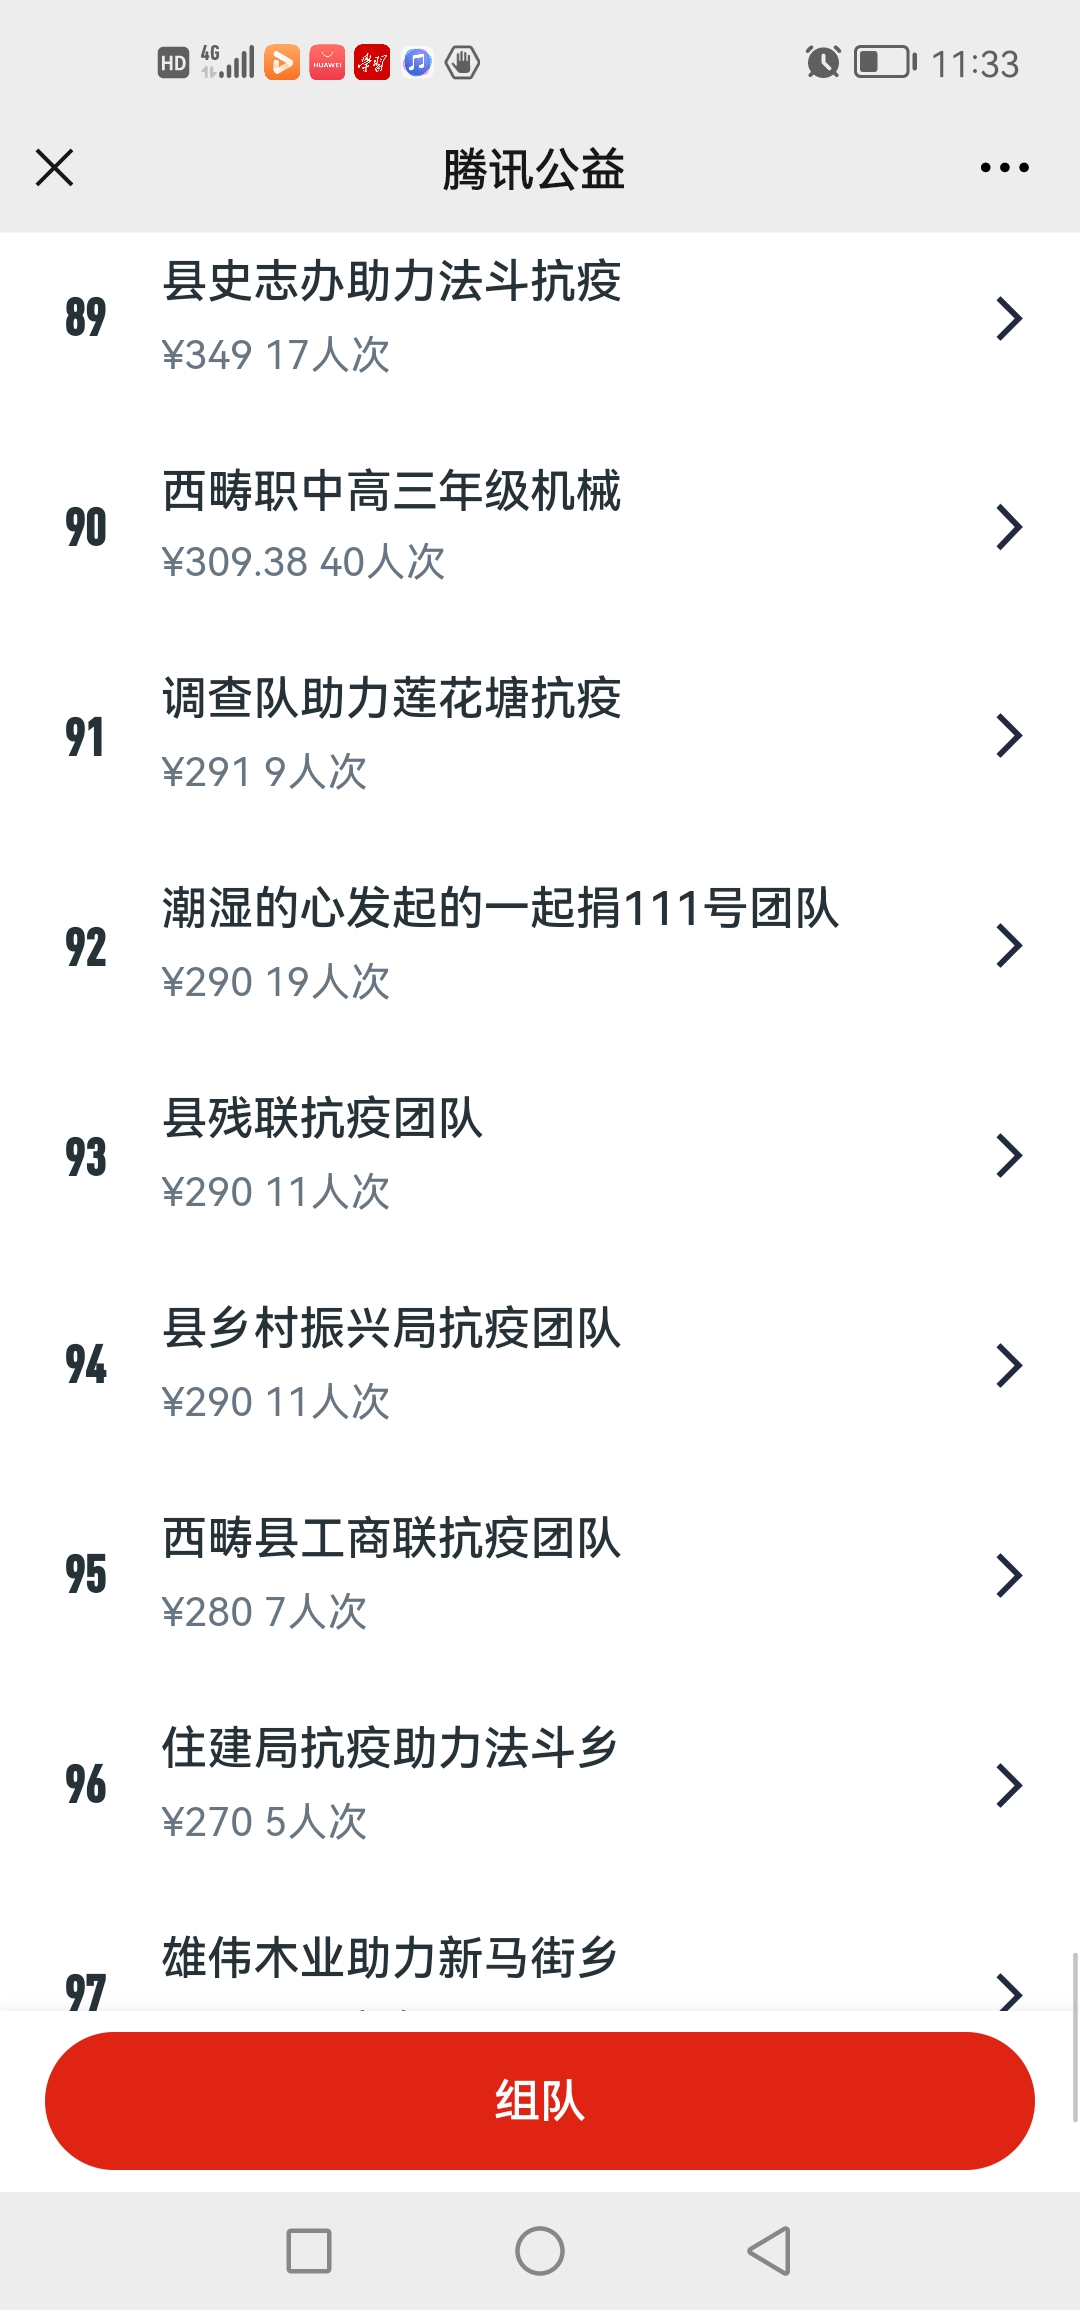 HD 4G HUAWEI 学习 11:33
腾讯公益
89
县史志办助力法斗抗疫
¥349 17人次
90
西畴职中高三年级机械
¥309.38 40人次
91
调查队助力莲花塘抗疫
¥291 9人次
92
潮湿的心发起的一起捐111号团队
¥290 19人次
93
县残联抗疫团队
¥290 11人次
94
县乡村振兴局抗疫团队
¥290 11人次
95
西畴县工商联抗疫团队
¥280 7人次
96
住建局抗疫助力法斗乡
¥270 5人次
97
雄伟木业助力新马街乡
组队